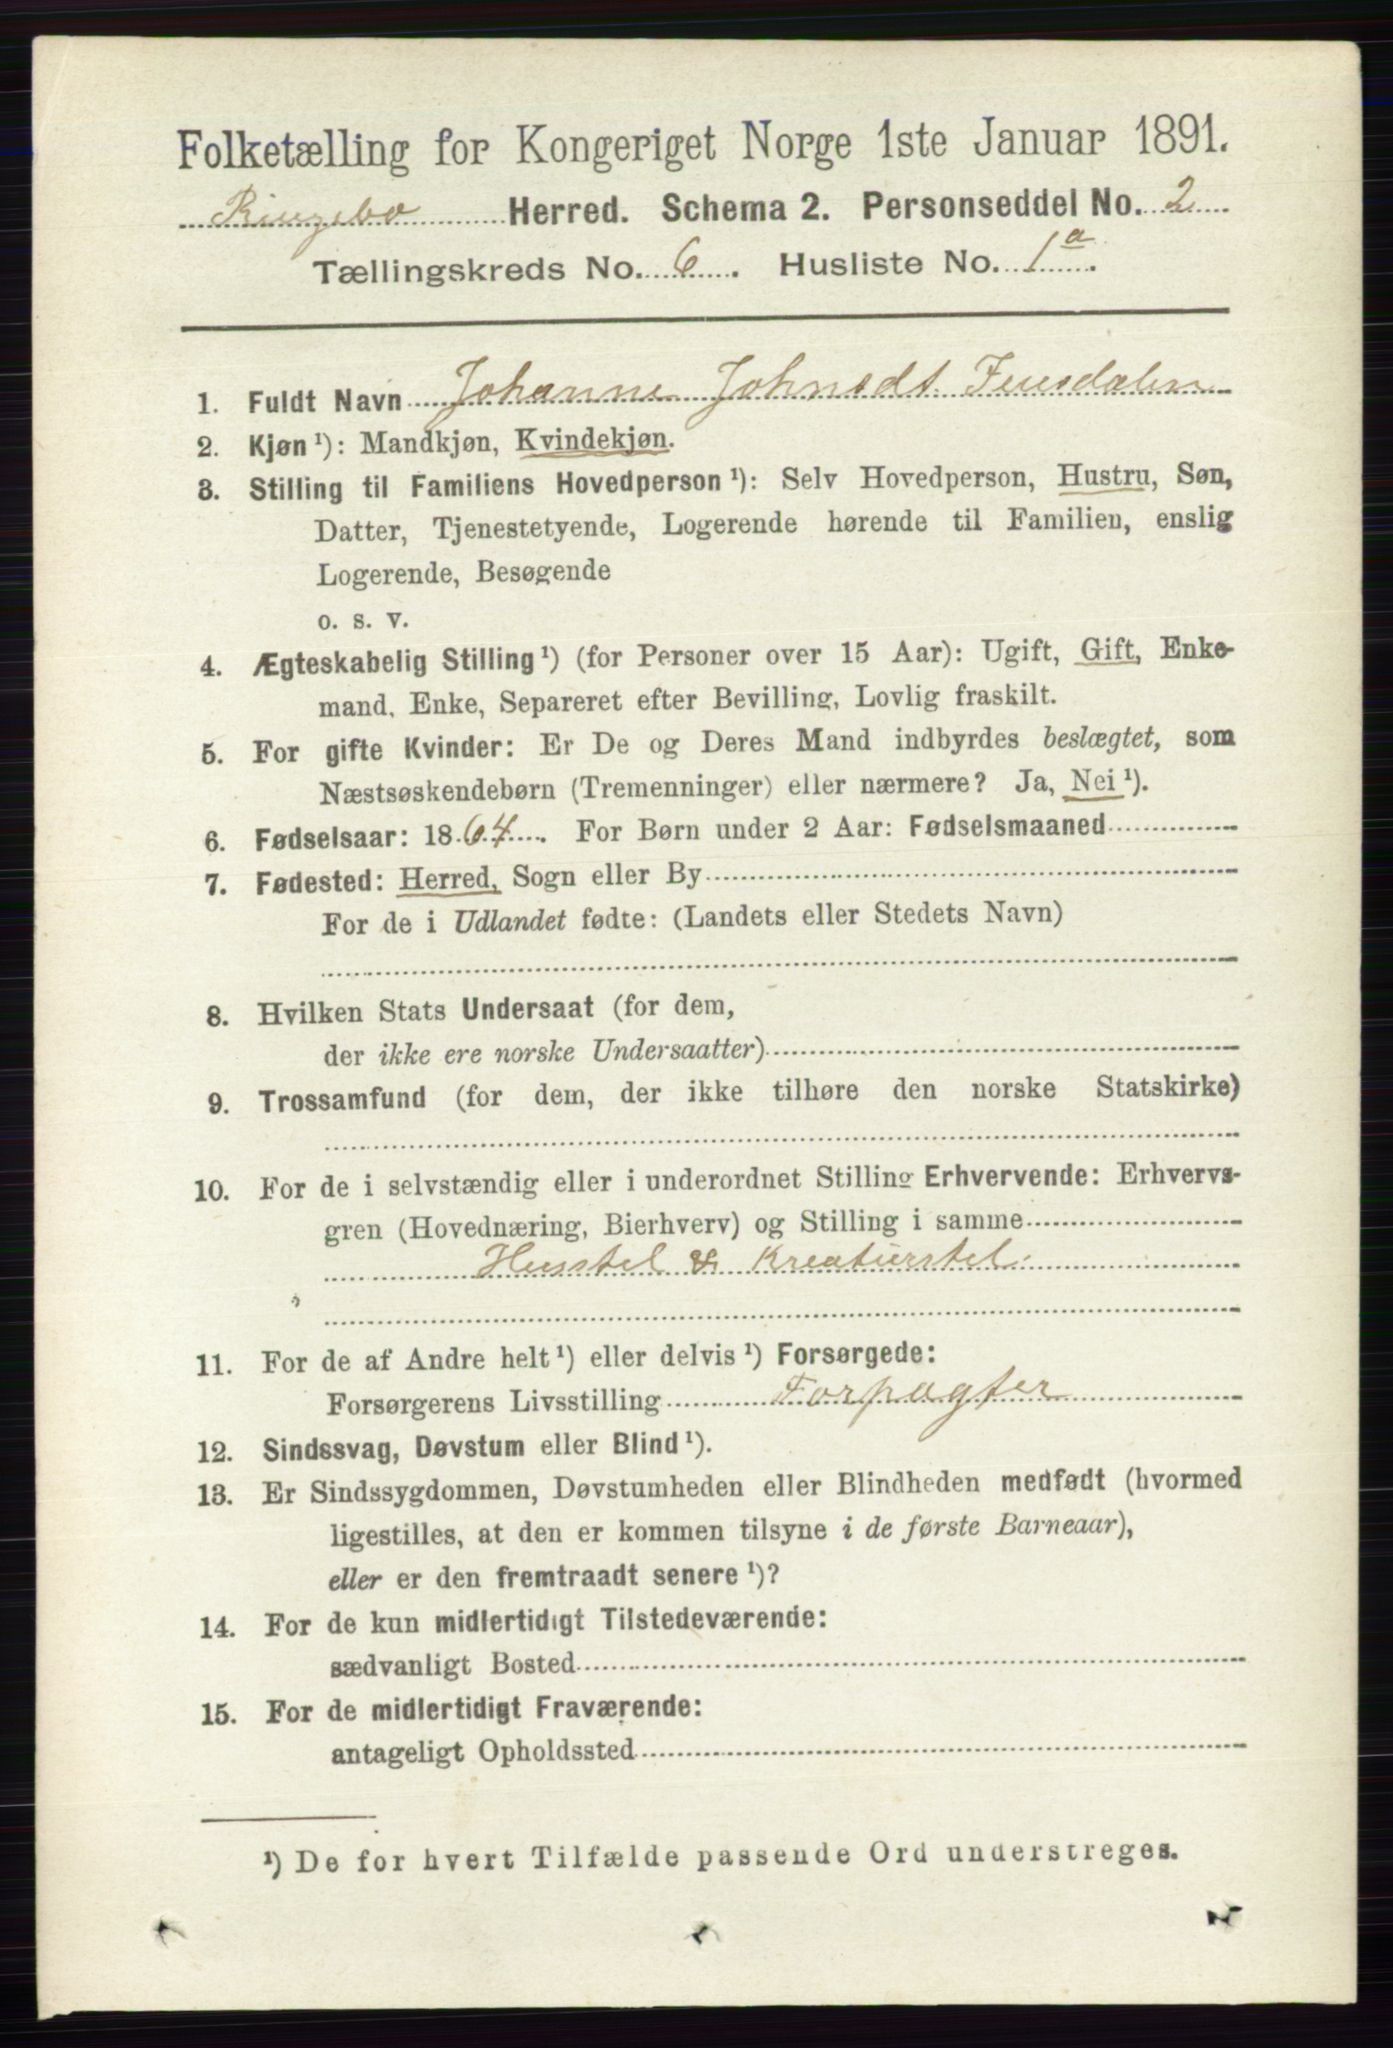 Folketælling for Kongeriget Norge 1ste Januar 1891.
Ringebo Herred. Schema 2. Personseddel No. 2
Tællingskreds No. 6. Husliste No. 1a.
1. Fuldt Navn Johanne Johnsdt.
2. Kjøn ¹): Mandkjøn, Kvindekjøn.
3. Stilling til Familiens Hovedperson ¹): Selv Hovedperson, Hustru, Søn,
Datter, Tjenestetyende, Logerende hørende til Familien, enslig
Logerende, Besøgende
o. s. v.
4. Ægteskabelig Stilling ¹) (for Personer over 15 Aar): Ugift, Gift, Enke-
mand, Enke, Separeret efter Bevilling, Lovlig fraskilt.
5. For gifte Kvinder: Er De og Deres Mand indbyrdes beslægtet, som
Næstsøskendebørn (Tremenninger) eller nærmere? Ja, Nei ¹).
6. Fødselsaar: 1864. For Børn under 2 Aar: Fødselsmaaned
7. Fødested: Herred, Sogn eller By
For de i Udlandet fødte: (Landets eller Stedets Navn)
8. Hvilken Stats Undersaat (for dem,
der ikke ere norske Undersaatter)
9. Trossamfund (for dem, der ikke tilhøre den norske Statskirke)
10. For de i selvstændig eller i underordnet Stilling Erhvervende: Erhvervs-
gren (Hovednæring, Bierhverv) og Stilling i samme
Husstel & Kreaturstel.
11. For de af Andre helt ¹) eller delvis ¹) Forsørgede:
Forsørgerens Livsstilling Forpagter
12. Sindssvag, Døvstum eller Blind ¹).
13. Er Sindssygdommen, Døvstumheden eller Blindheden medfødt (hvormed
ligestilles, at den er kommen tilsyne i de første Barneaar),
eller er den fremtraadt senere ¹)?
14. For de kun midlertidigt Tilstedeværende:
sædvanligt Bosted
15. For de midlertidigt Fraværende:
antageligt Opholdssted
¹) De for hvert Tilfælde passende Ord understreges.